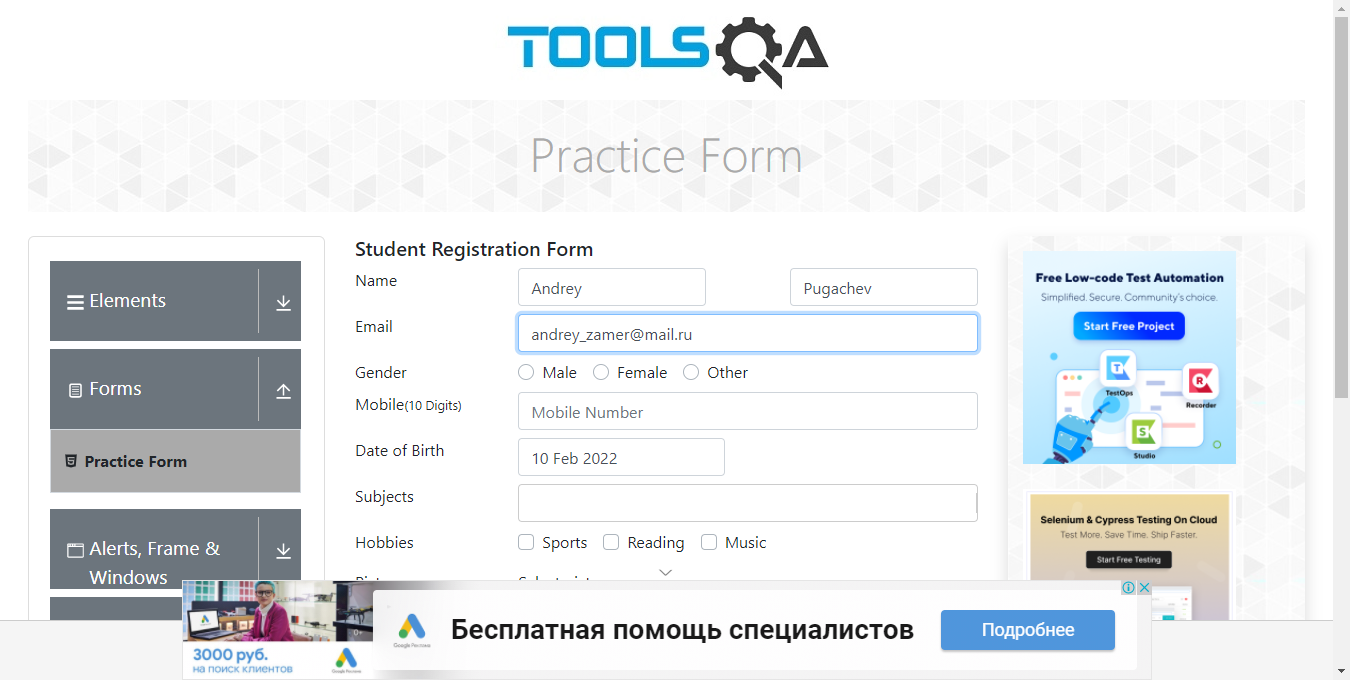 TOOLSQA
Practice Form
Elements
Forms
Practice Form
Alerts, Frame &
Windows
Student Registration Form
Name
Andrey
Pugachev
Email
andrey_zamer@mail.ru
Gender
Male
Female
Other
Mobile(10 Digits)
Mobile Number
Date of Birth
10 Feb 2022
Subjects
Hobbies
Sports
Reading
Music
Free Low-code Test Automation
Simplified. Secure. Community's choice.
Start Free Project
TestOps
Recorder
Studio
Selenium & Cypress Testing On Cloud
Test More. Save Time. Ship Faster.
Start Free Testing
3000 руб.
на поиск клиентов
0+
Google Реклама
Google Реклама
Бесплатная помощь специалистов
Подробнее